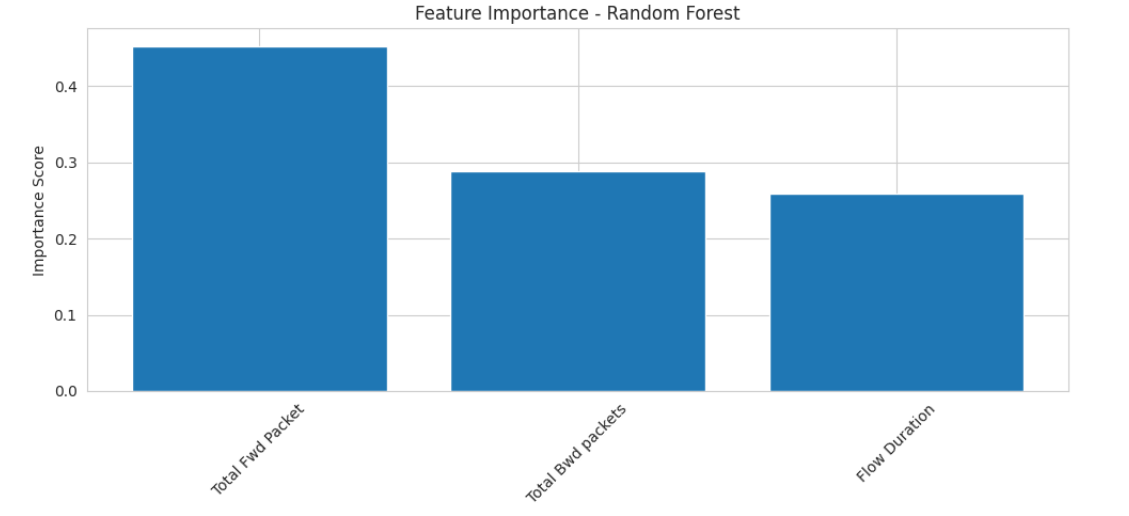 Feature Importance - Random Forest
Importance Score
0.4
0.3
0.2
0.1
0.0
Total Fwd Packet
Total Bwd packets
Flow Duration